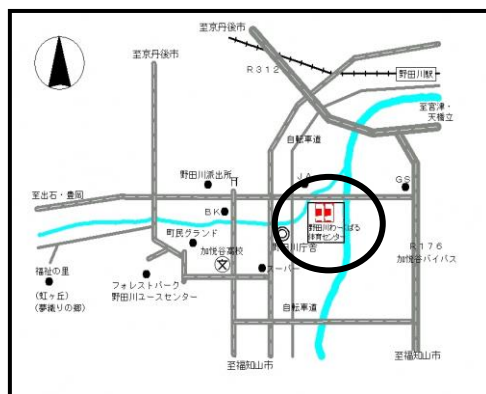 至京丹後市
至京丹後市
R312
野田川駅
至宮津・
天橋立
自転車道
野田川派出所
JA
GS
至出石・豊岡
BK
野田川わーくぱる
体育センター
町民グランド
野田川庁舎
加悦谷高校
文
R176
加悦谷バイパス
福祉の里
スーパー
フォレストパーク
野田川ユースセンター
(虹ヶ丘)
(夢織りの郷)
自転車道
至福知山市
至福知山市